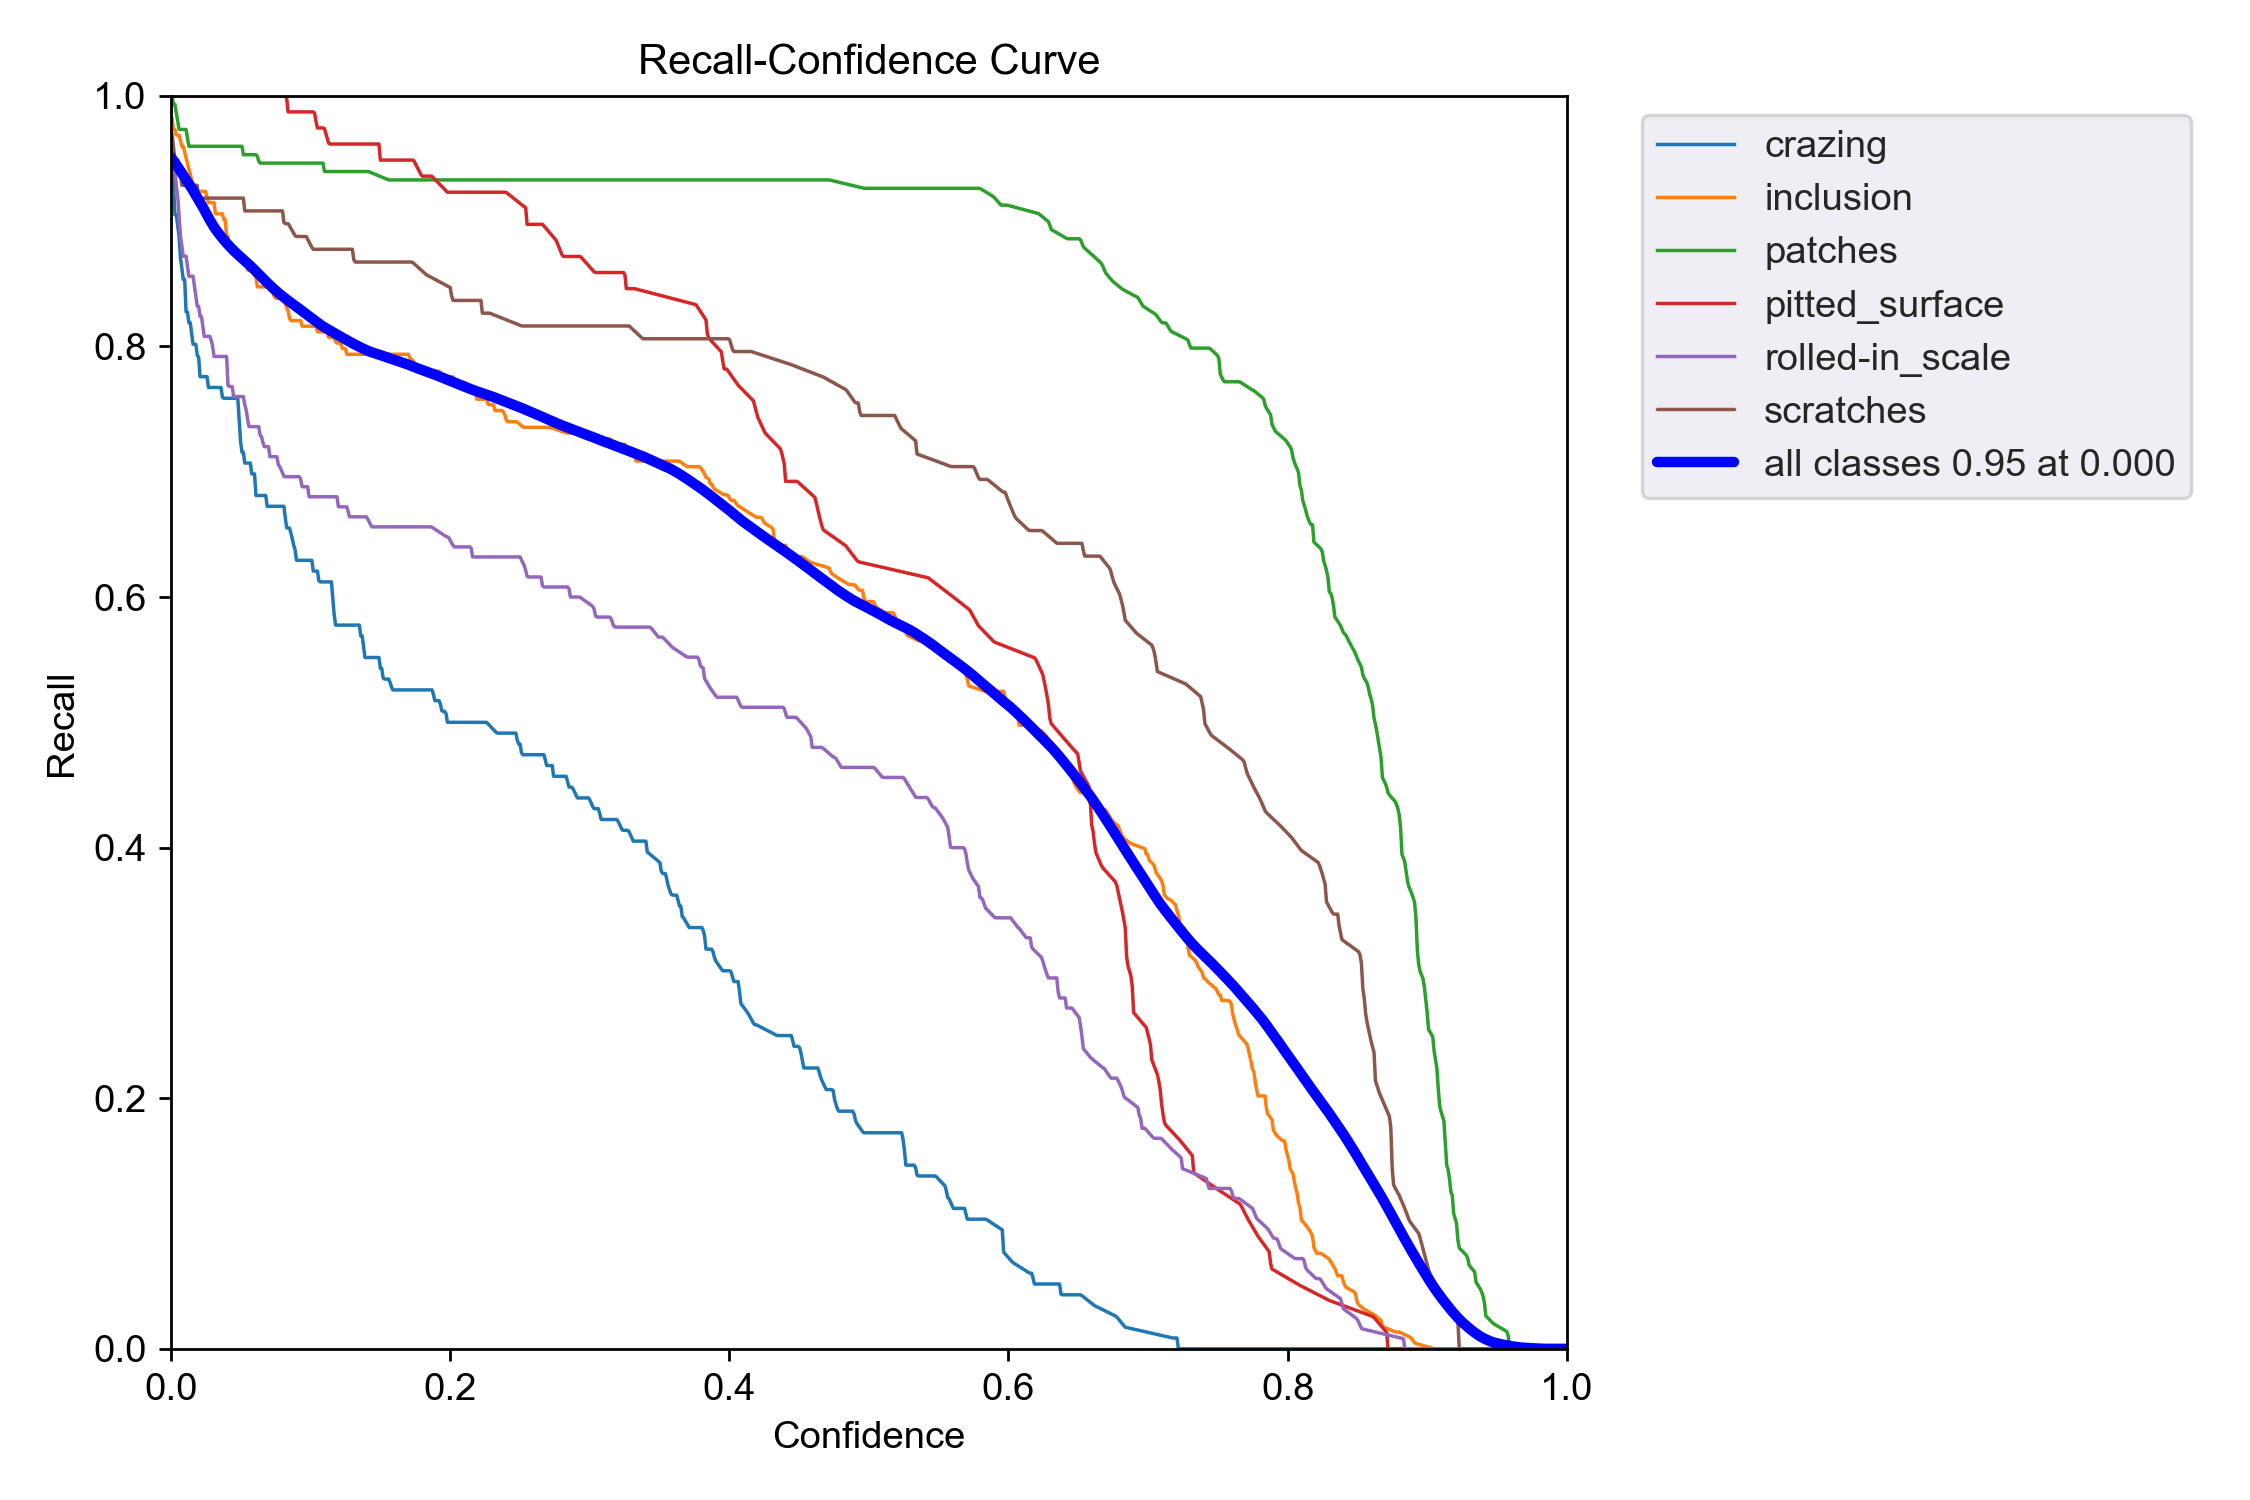 Recall-Confidence Curve
1.0
0.8
0.6
0.4
0.2
0.0
Recall
0.0 0.2 0.4 0.6 0.8 1.0
Confidence
crazing
inclusion
patches
pitted_surface
rolled-in_scale
scratches
all classes 0.95 at 0.000